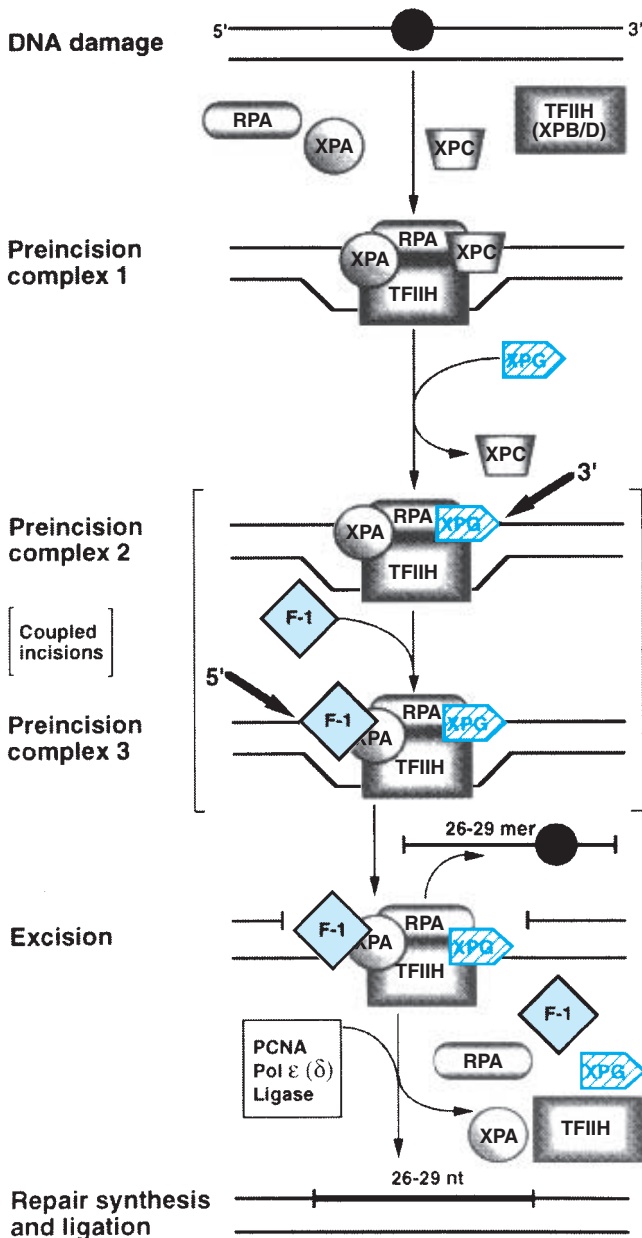 DNA damage
5'
3'
RPA
XPA
XPC
TFIIH
(XPB/D)
Preincision
complex 1
XPA
RPA
XPC
TFIIH
XPG
XPC
3'
Preincision
complex 2
XPA
RPA
XPG
TFIIH
F-1
Coupled
incisions
5'
Preincision
complex 3
F-1
XPA
RPA
XPG
TFIIH
26-29 mer
Excision
F-1
XPA
RPA
XPG
TFIIH
F-1
PCNA
Pol ε (δ)
Ligase
RPA
XPG
XPA
TFIIH
26-29 nt
Repair synthesis
and ligation